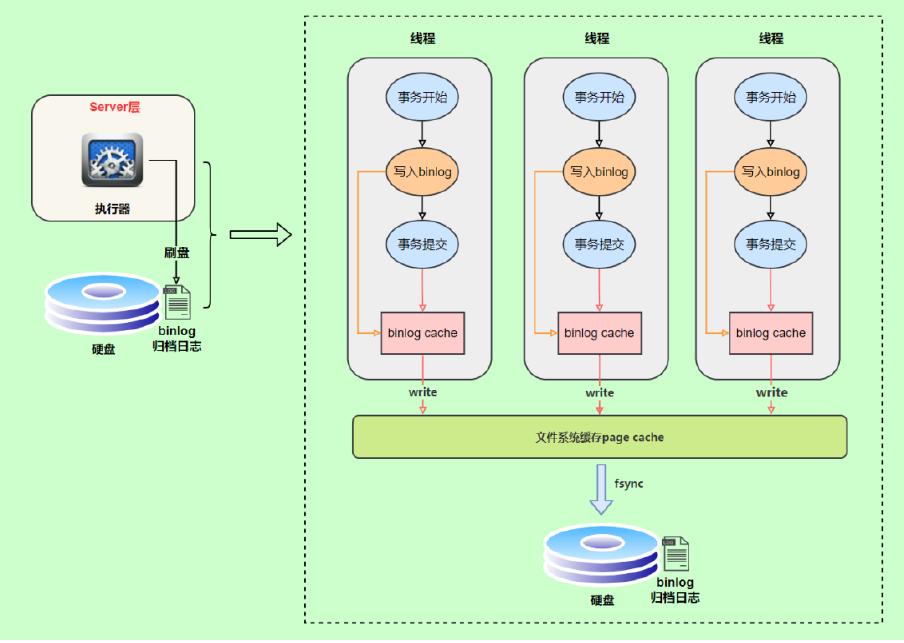 Server层
执行器
刷盘
硬盘
binlog
归档日志
线程
事务开始
写入binlog
事务提交
binlog cache
write
线程
事务开始
写入binlog
事务提交
binlog cache
write
线程
事务开始
写入binlog
事务提交
binlog cache
write
文件系统缓存page cache
fsync
硬盘
binlog
归档日志